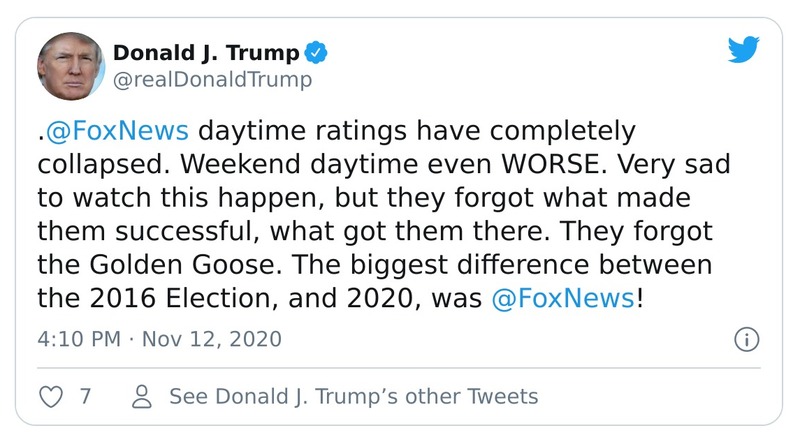 Donald J. Trump
@realDonaldTrump
.@FoxNews daytime ratings have completely
collapsed. Weekend daytime even WORSE. Very sad
to watch this happen, but they forgot what made
them successful, what got them there. They forgot
the Golden Goose. The biggest difference between
the 2016 Election, and 2020, was @FoxNews!
4:10 PM · Nov 12, 2020
7 See Donald J. Trump’s other Tweets